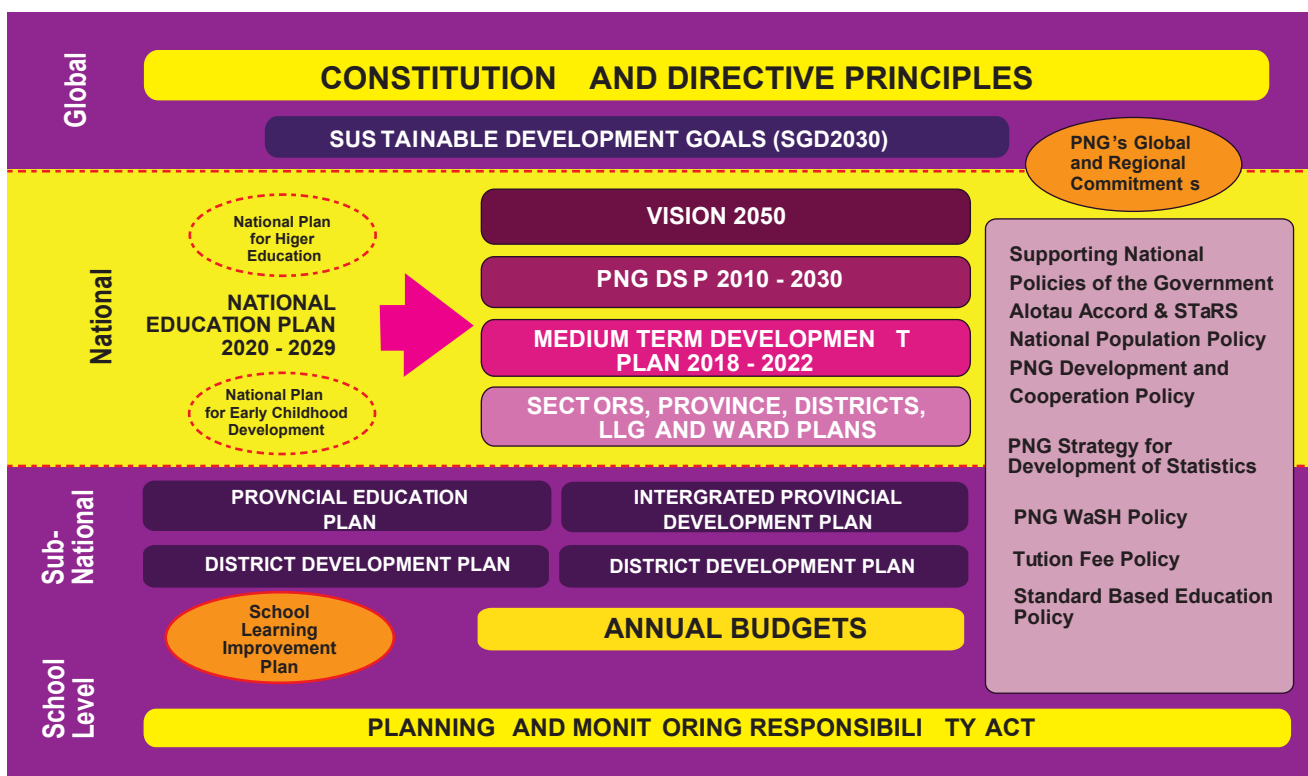 Global
CONSTITUTION AND DIRECTIVE PRINCIPLES
SUS TAINABLE DEVELOPMENT GOALS (SGD2030)
PNG's Global
and Regional
Commitment s
National
National Plan
for Higer
Education
NATIONAL
EDUCATION PLAN
2020 - 2029
National Plan
for Early Childhood
Development
VISION 2050
PNG DS P 2010 - 2030
MEDIUM TERM DEVELOPMEN T
PLAN 2018 - 2022
SECT ORS, PROVINCE, DISTRICTS,
LLG AND W ARD PLANS
Supporting National
Policies of the Government
Alotau Accord & STaRS
National Population Policy
PNG Development and
Cooperation Policy
PNG Strategy for
Development of Statistics
PNG WaSH Policy
Tution Fee Policy
Standard Based Education
Policy
Sub-
National
PROVNCIAL EDUCATION
PLAN
INTERGRATED PROVINCIAL
DEVELOPMENT PLAN
DISTRICT DEVELOPMENT PLAN
DISTRICT DEVELOPMENT PLAN
School
Level
School
Learning
Improvement
Plan
ANNUAL BUDGETS
PLANNING AND MONIT ORING RESPONSIBILI TY ACT